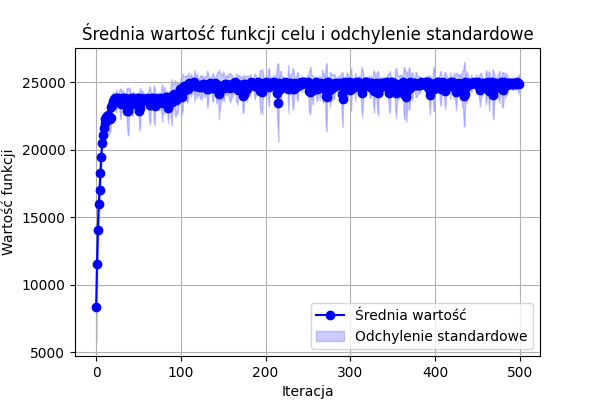 Średnia wartość funkcji celu i odchylenie standardowe
25000
20000
15000
10000
5000
Wartość funkcji
0 100 200 300 400 500
Iteracja
Średnia wartość
Odchylenie standardowe